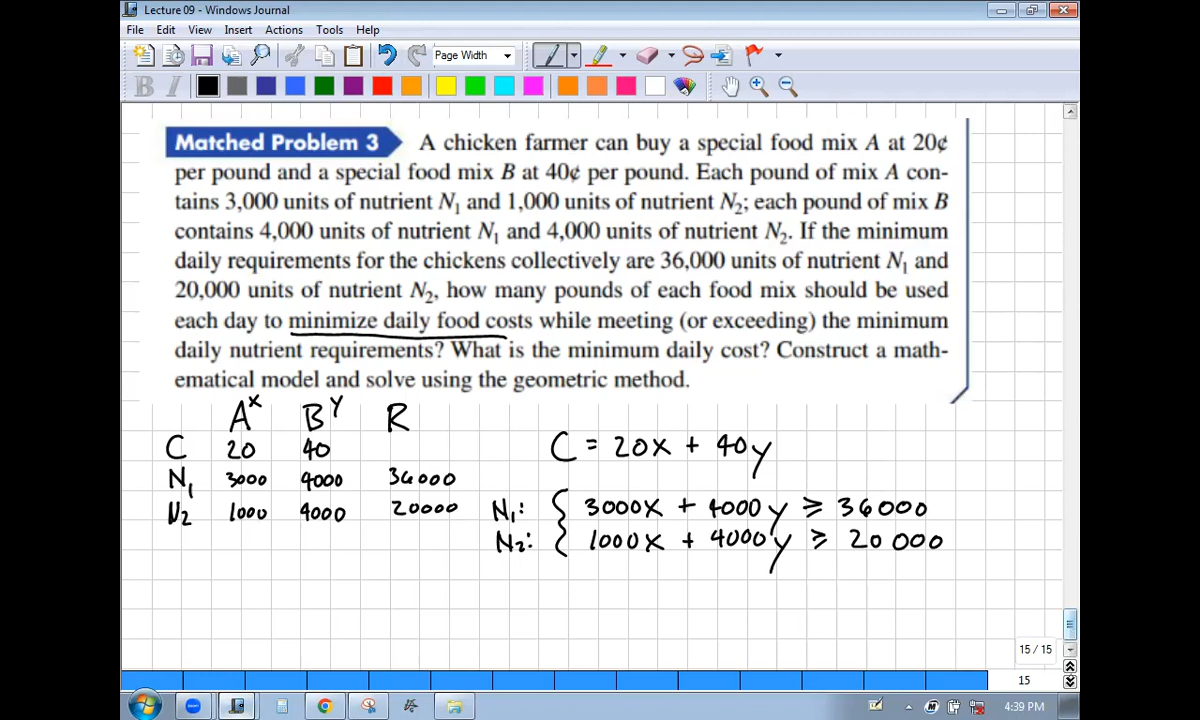 Lecture 09 - Windows Journal
File Edit View Insert Actions Tools Help
Page Width
B I
Matched Problem 3 A chicken farmer can buy a special food mix A at 20¢
per pound and a special food mix B at 40¢ per pound. Each pound of mix A con-
tains 3,000 units of nutrient N₁ and 1,000 units of nutrient N₂; each pound of mix B
contains 4,000 units of nutrient N₁ and 4,000 units of nutrient N₂. If the minimum
daily requirements for the chickens collectively are 36,000 units of nutrient N₁ and
20,000 units of nutrient N₂, how many pounds of each food mix should be used
each day to minimize daily food costs while meeting (or exceeding) the minimum
daily nutrient requirements? What is the minimum daily cost? Construct a math-
ematical model and solve using the geometric method.
A x B y R
C 20 40
N₁ 3000 4000 36000
N₂ 1000 4000 20000
C = 20x + 40y
N₁: 3000x + 4000y ≥ 36000
N₂: 1000x + 4000y ≥ 20000
15 / 15
15
4:39 PM